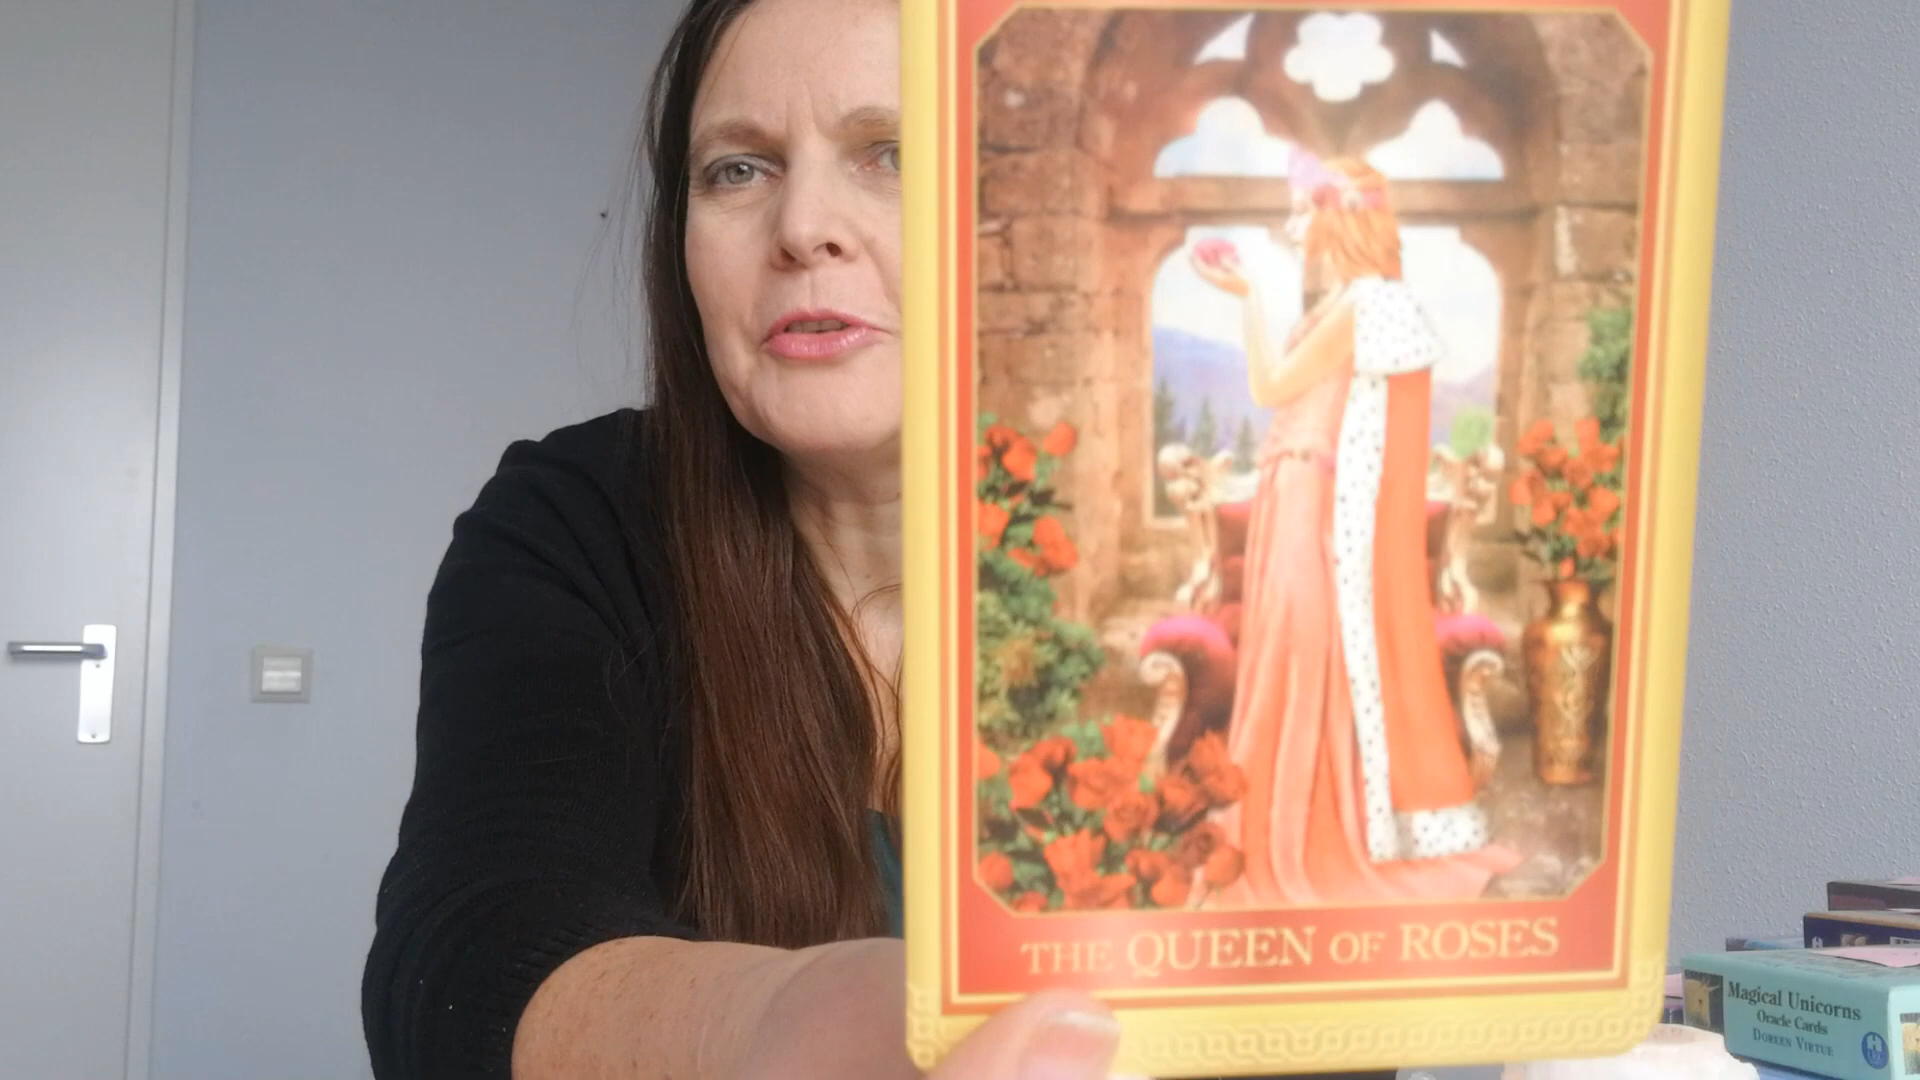 THE QUEEN OF ROSES
Magical Unicorns
Oracle Cards
DOREEN VIRTUE